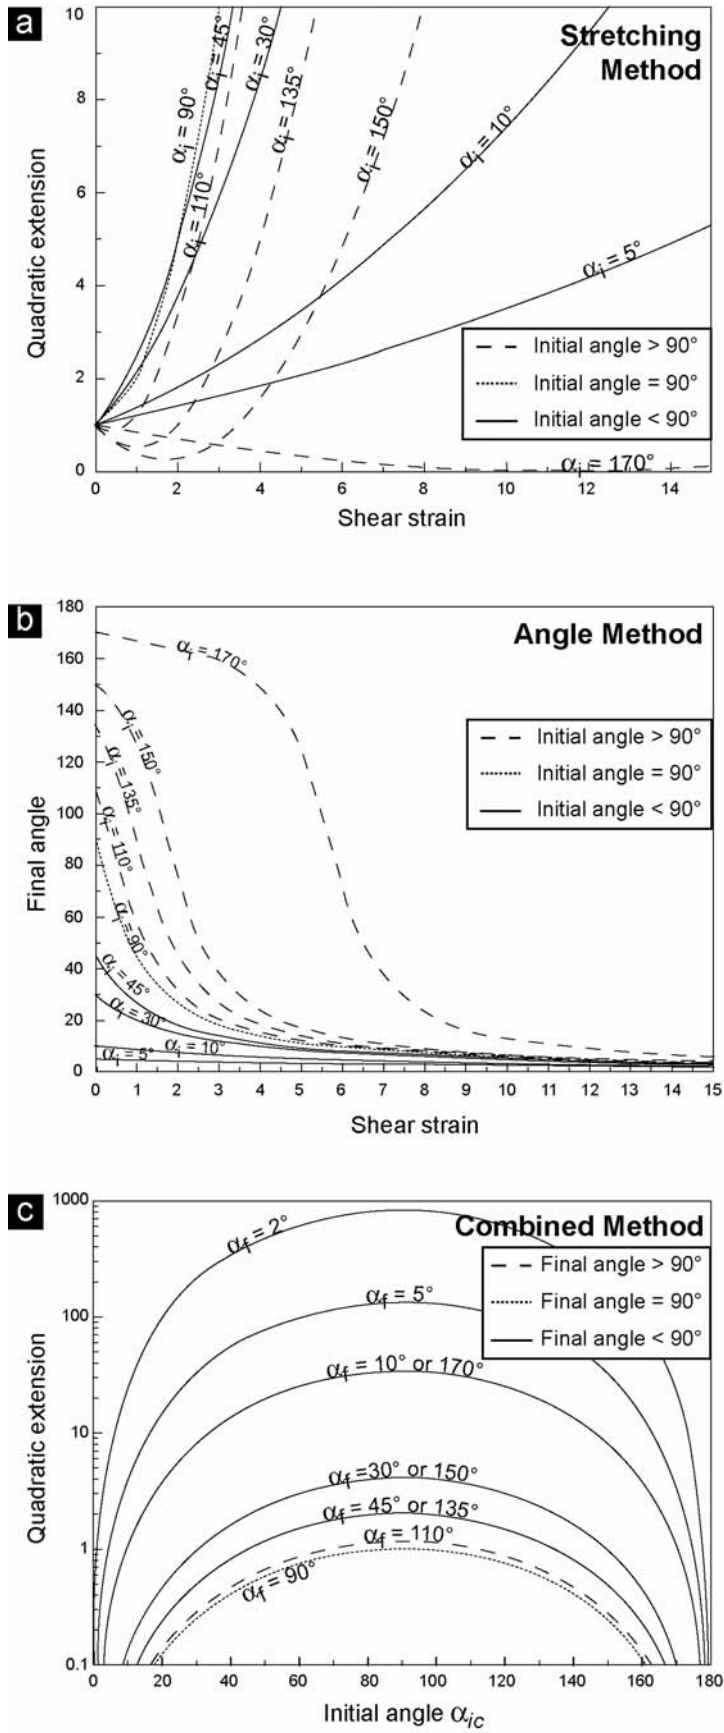 a
Stretching
Method
10
8
6
4
2
0
Quadratic extension
αi = 90°
αi = 45°
αi = 110°
αi = 30°
αi = 135°
αi = 150°
αi = 10°
αi = 5°
αi = 170°
Initial angle > 90°
Initial angle = 90°
Initial angle < 90°
0 2 4 6 8 10 12 14
Shear strain
b
Angle Method
180
160
140
120
100
80
60
40
20
0
Final angle
αi = 170°
αi = 150°
αi = 135°
αi = 110°
αi = 90°
αi = 45°
αi = 30°
αi = 10°
αi = 5°
Initial angle > 90°
Initial angle = 90°
Initial angle < 90°
0 1 2 3 4 5 6 7 8 9 10 11 12 13 14 15
Shear strain
c
Combined Method
1000
100
10
1
0.1
Quadratic extension
αf = 2°
αf = 5°
αf = 10° or 170°
αf = 30° or 150°
αf = 45° or 135°
αf = 110°
αf = 90°
Final angle > 90°
Final angle = 90°
Final angle < 90°
0 20 40 60 80 100 120 140 160 180
Initial angle αic